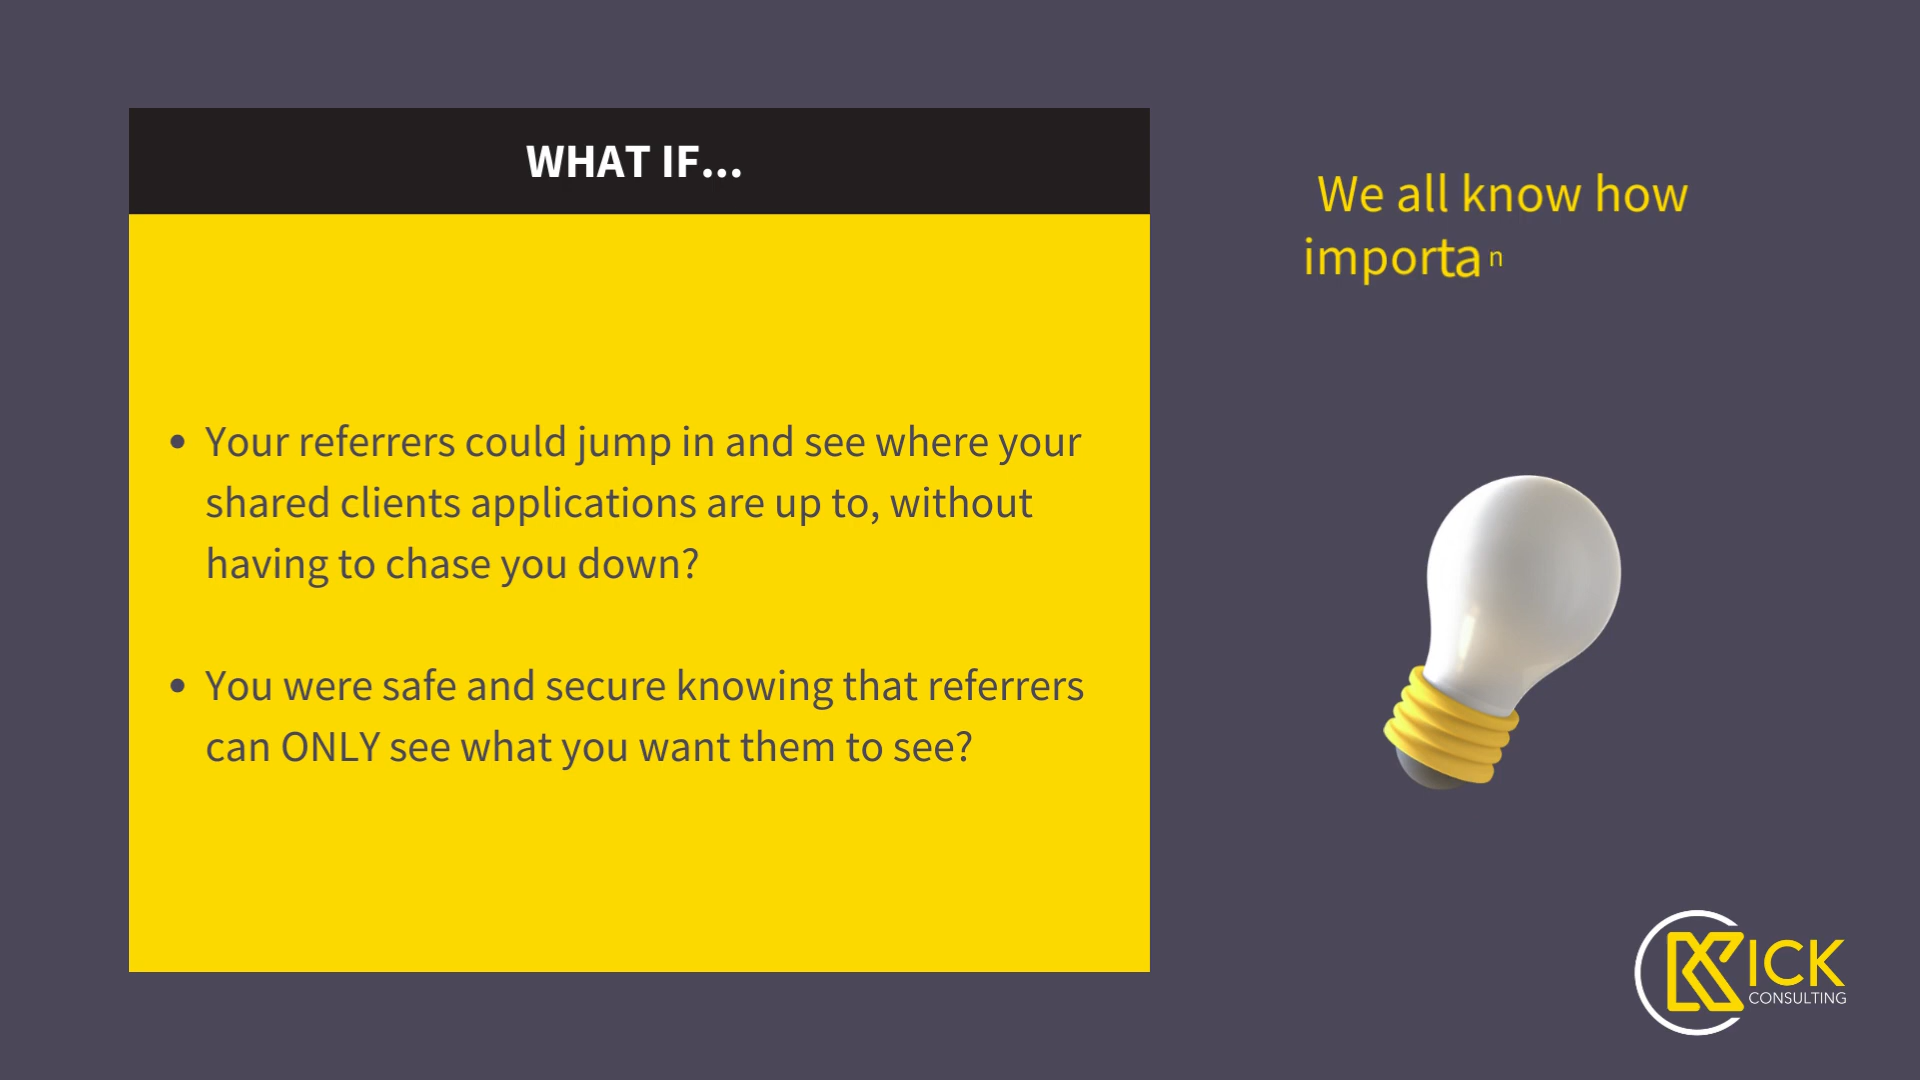 WHAT IF...
• Your referrers could jump in and see where your
shared clients applications are up to, without
having to chase you down?
• You were safe and secure knowing that referrers
can ONLY see what you want them to see?
We all know how
importan
KICK
CONSULTING